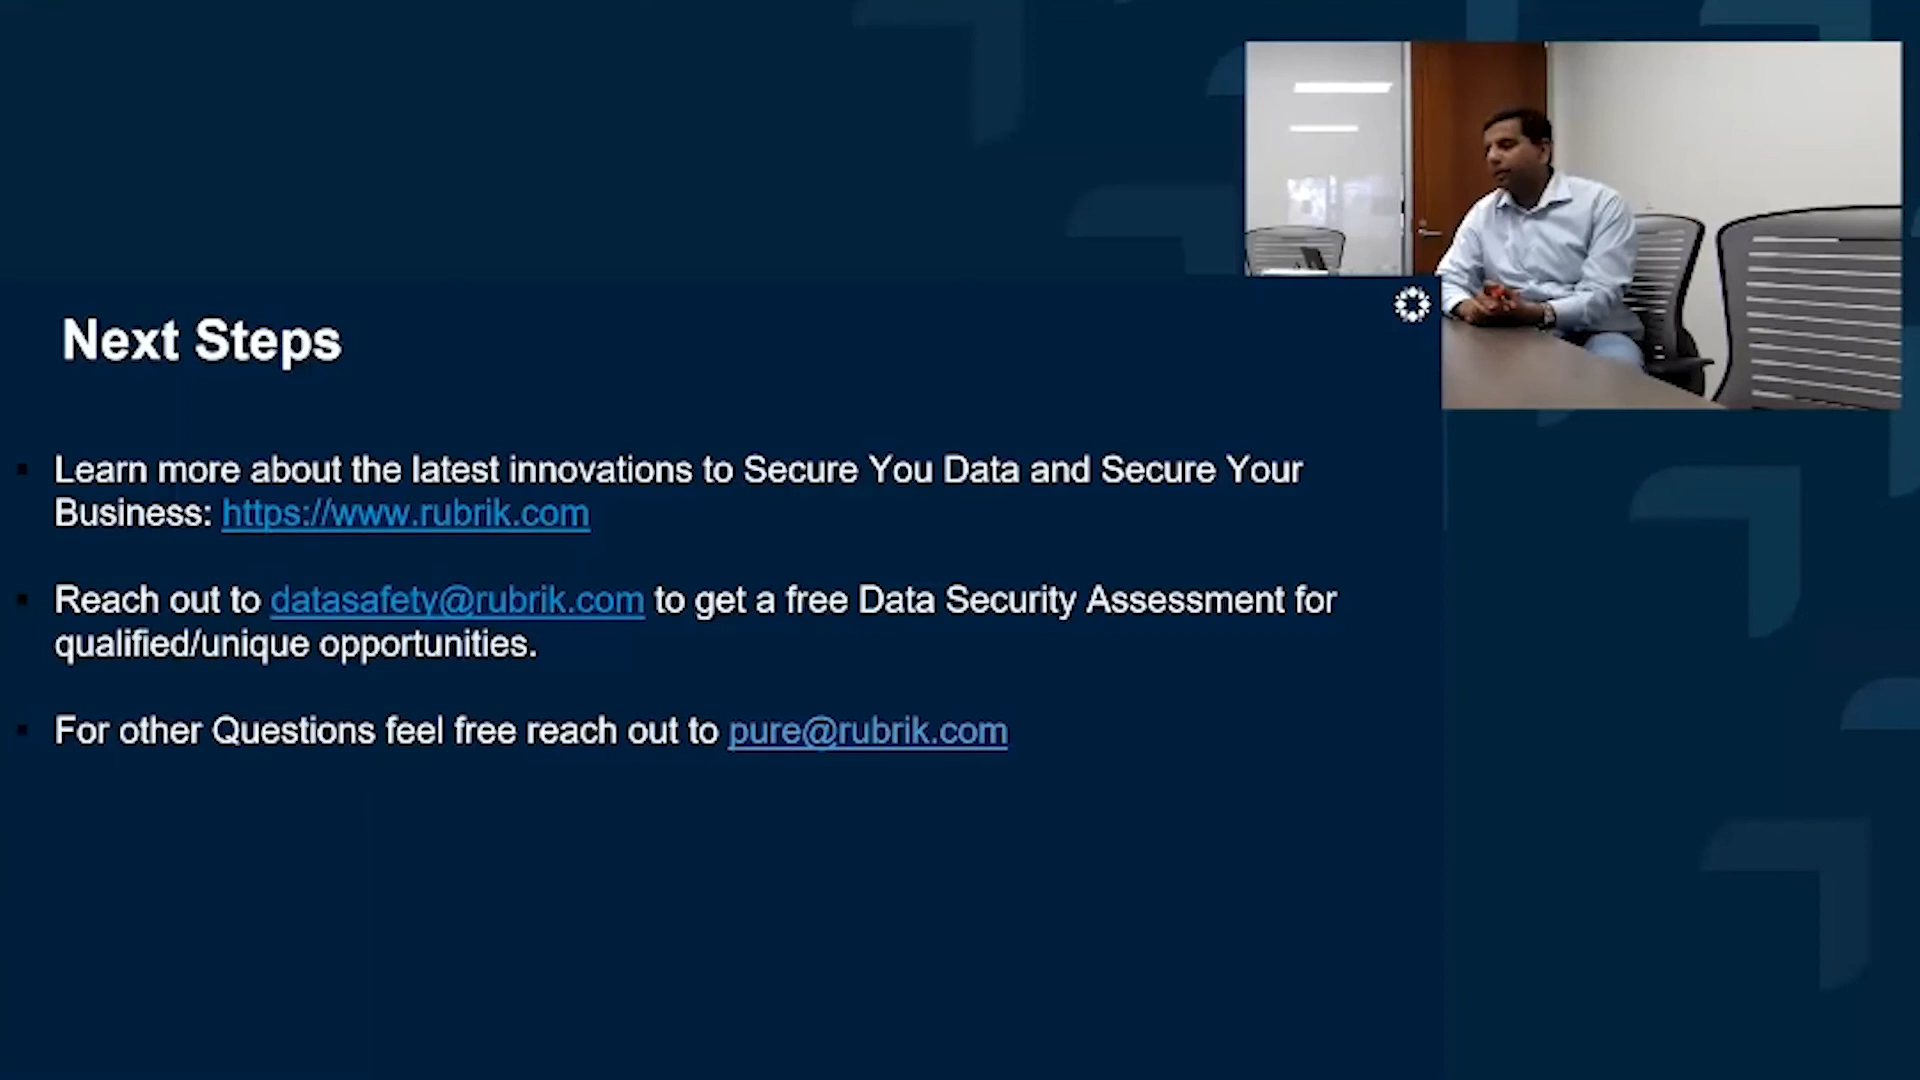 Next Steps
Learn more about the latest innovations to Secure You Data and Secure Your
Business: https://www.rubrik.com
Reach out to datasafety@rubrik.com to get a free Data Security Assessment for
qualified/unique opportunities.
For other Questions feel free reach out to pure@rubrik.com